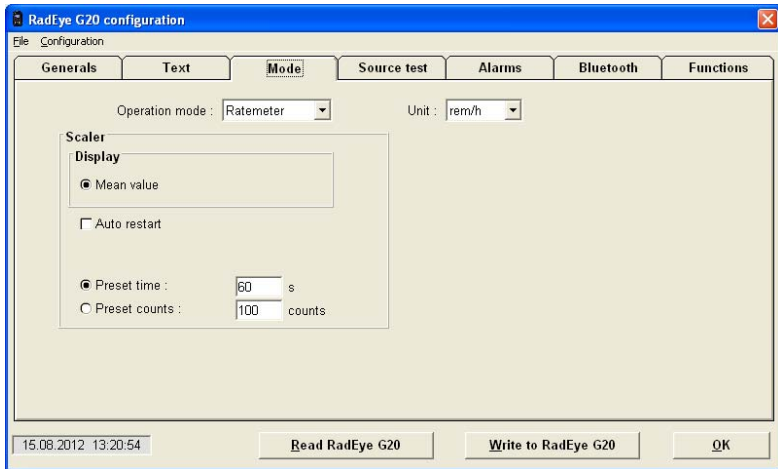 RadEye G20 configuration
File Configuration
Generals Text Mode Source test Alarms Bluetooth Functions
Operation mode : Ratemeter Unit : rem/h
Scaler
Display
Mean value
Auto restart
Preset time : 60 s
Preset counts : 100 counts
15.08.2012 13:20:54 Read RadEye G20 Write to RadEye G20 OK